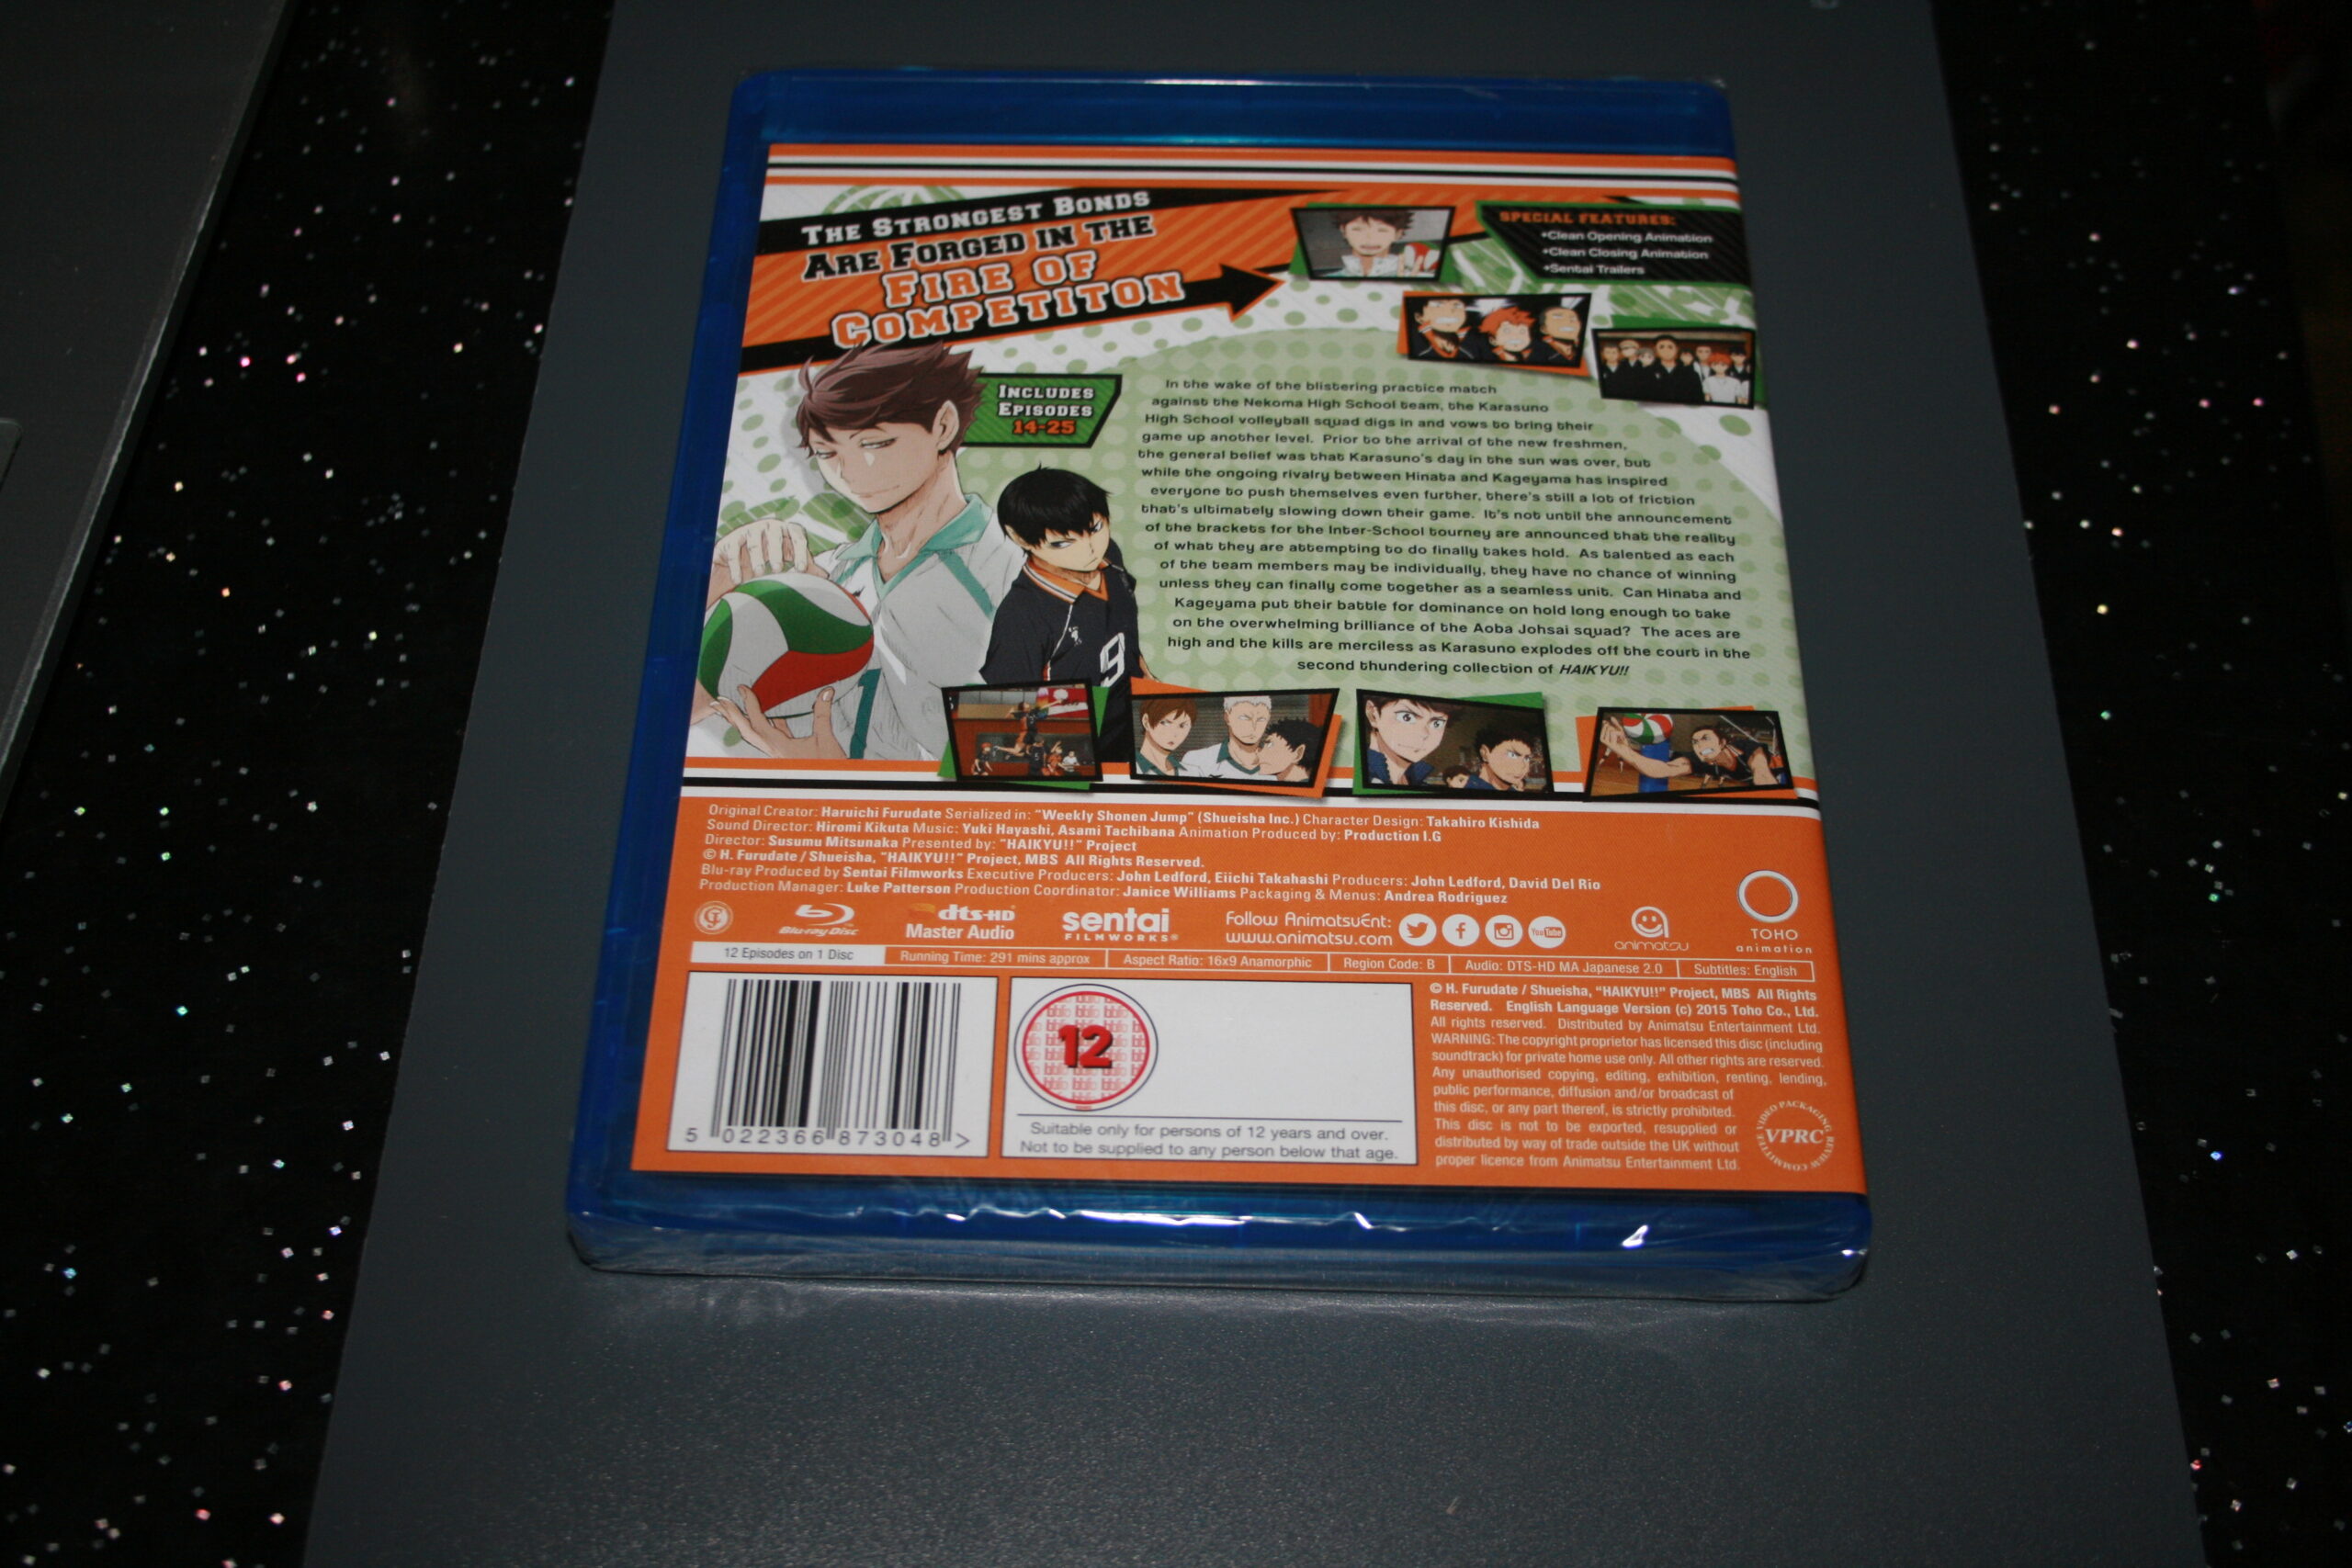 THE STRONGEST BONDS
ARE FORGED IN THE
FIRE OF
COMPETITON
SPECIAL FEATURES:
•Clean Opening Animation
•Clean Closing Animation
•Sentai Trailers
INCLUDES
EPISODES
14-25
In the wake of the blistering practice match
against the Nekoma High School team, the Karasuno
High School volleyball squad digs in and vows to bring their
game up another level. Prior to the arrival of the new freshmen,
the general belief was that Karasuno's day in the sun was over, but
while the ongoing rivalry between Hinata and Kageyama has inspired
everyone to push themselves even further, there's still a lot of friction
that's ultimately slowing down their game. It's not until the announcement
of the brackets for the Inter-School tourney are announced that the reality
of what they are attempting to do finally takes hold. As talented as each
of the team members may be individually, they have no chance of winning
unless they can finally come together as a seamless unit. Can Hinata and
Kageyama put their battle for dominance on hold long enough to take
on the overwhelming brilliance of the Aoba Johsai squad? The aces are
high and the kills are merciless as Karasuno explodes off the court in the
second thundering collection of HAIKYU!!
9
1
Original Creator: Haruichi Furudate Serialized in: "Weekly Shonen Jump" (Shueisha Inc.) Character Design: Takahiro Kishida
Sound Director: Hiromi Kikuta Music: Yuki Hayashi, Asami Tachibana Animation Produced by: Production I.G
Director: Susumu Mitsunaka Presented by: "HAIKYU!!" Project
© H. Furudate / Shueisha, "HAIKYU!!" Project, MBS All Rights Reserved.
Blu-ray Produced by Sentai Filmworks Executive Producers: John Ledford, Eiichi Takahashi Producers: John Ledford, David Del Rio
Production Manager: Luke Patterson Production Coordinator: Janice Williams Packaging & Menus: Andrea Rodriguez
Blu-ray Disc
dts-HD
Master Audio
sentai
FILMWORKS®
Follow AnimatsuEnt:
www.animatsu.com
You Tube
animatsu
TOHO
animation
12 Episodes on 1 Disc
Running Time: 291 mins approx
Aspect Ratio: 16x9 Anamorphic
Region Code: B
Audio: DTS-HD MA Japanese 2.0
Subtitles: English
5 022366 873048 >
12
Suitable only for persons of 12 years and over.
Not to be supplied to any person below that age.
© H. Furudate / Shueisha, "HAIKYU!!" Project, MBS All Rights
Reserved. English Language Version (c) 2015 Toho Co., Ltd.
All rights reserved. Distributed by Animatsu Entertainment Ltd.
WARNING: The copyright proprietor has licensed this disc (including
soundtrack) for private home use only. All other rights are reserved.
Any unauthorised copying, editing, exhibition, renting, lending,
public performance, diffusion and/or broadcast of
this disc, or any part thereof, is strictly prohibited.
This disc is not to be exported, resupplied or
distributed by way of trade outside the UK without
proper licence from Animatsu Entertainment Ltd.
VIDEO PACKAGING REVIEW COMMITTEE
VPRC